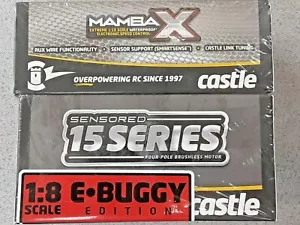 MAMBA X
EXTREME 1:10 SCALE WATERPROOF
ELECTRONIC SPEED CONTROL
AUX WIRE FUNCTIONALITY · SENSOR SUPPORT (SMARTSENSE) · CASTLE LINK TUNING
OVERPOWERING RC SINCE 1997
castle
SENSORED
15 SERIES
FOUR-POLE BRUSHLESS MOTOR
1:8 E·BUGGY
SCALE EDITION
castle